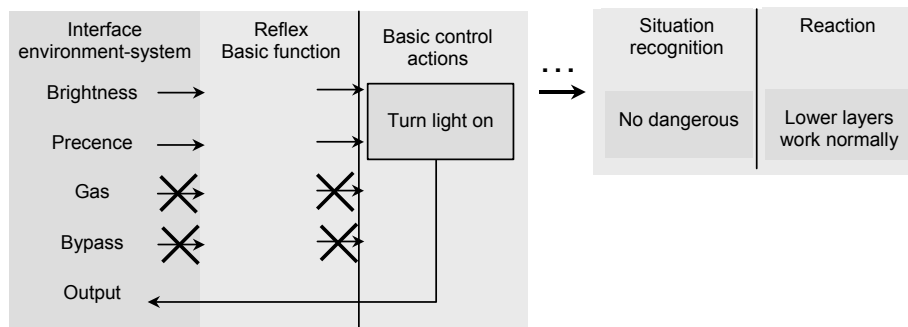 Interface
environment-system
Reflex
Basic function
Basic control
actions
Situation
recognition
Reaction
Brightness
Precence
Gas
Bypass
Output
Turn light on
...
No dangerous
Lower layers
work normally